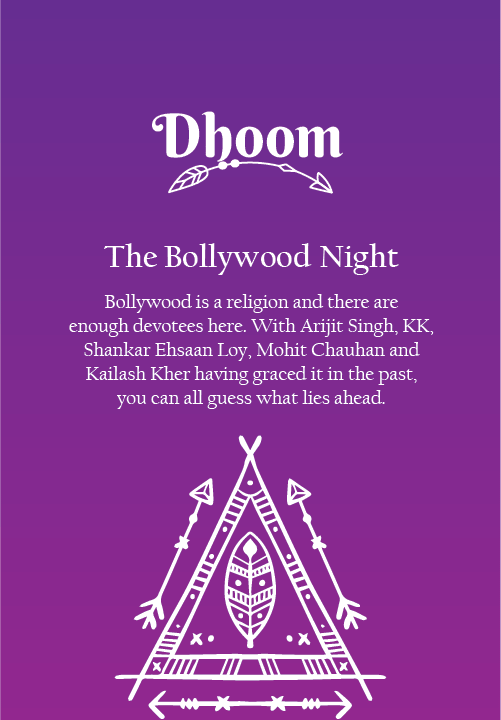 Dhoom
The Bollywood Night
Bollywood is a religion and there are
enough devotees here. With Arijit Singh, KK,
Shankar Ehsaan Loy, Mohit Chauhan and
Kailash Kher having graced it in the past,
you can all guess what lies ahead.